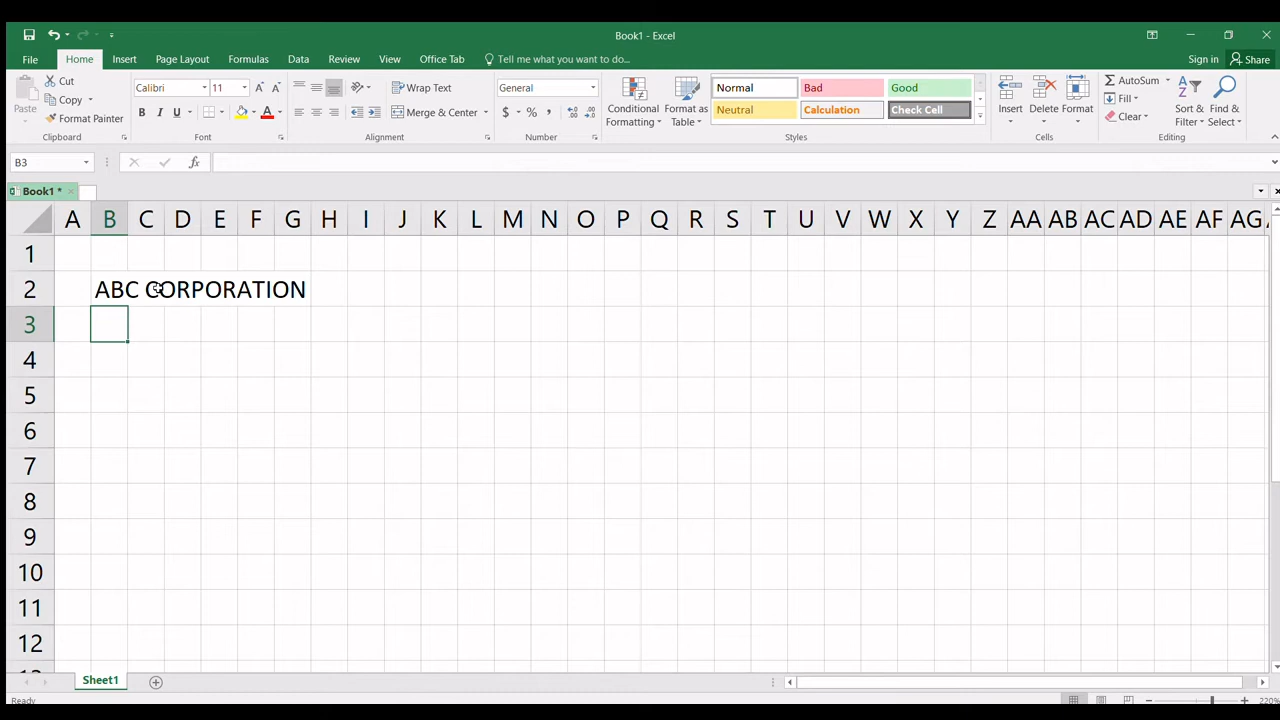 Book1 - Excel
File Home Insert Page Layout Formulas Data Review View Office Tab Tell me what you want to do... Sign in Share
Paste Cut Copy Format Calibri 11 Wrap Text General Conditional Formatting Format as Table Normal Bad Good Insert Delete Format AutoSum Sort & Filter Find & Select
B I U Merge & Center $ % Neutral Calculation Check Cell Fill Clear
Clipboard Font Alignment Number Styles Cells Editing
B3 fx
Book1 *
A B C D E F G H I J K L M N O P Q R S T U V W X Y Z AA AB AC AD AE AF AG
1
2 ABC CORPORATION
3
4
5
6
7
8
9
10
11
12
Sheet1
Ready 220%